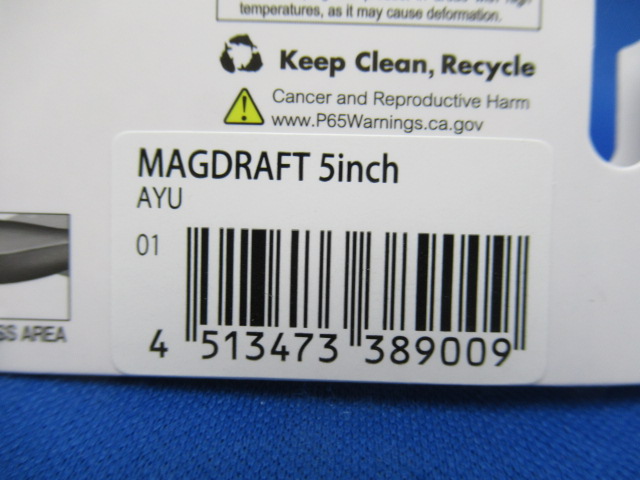 temperatures, as it may cause deformation.
Keep Clean, Recycle
Cancer and Reproductive Harm
www.P65Warnings.ca.gov
MAGDRAFT 5inch
AYU
01
4 513473 389009
SS AREA